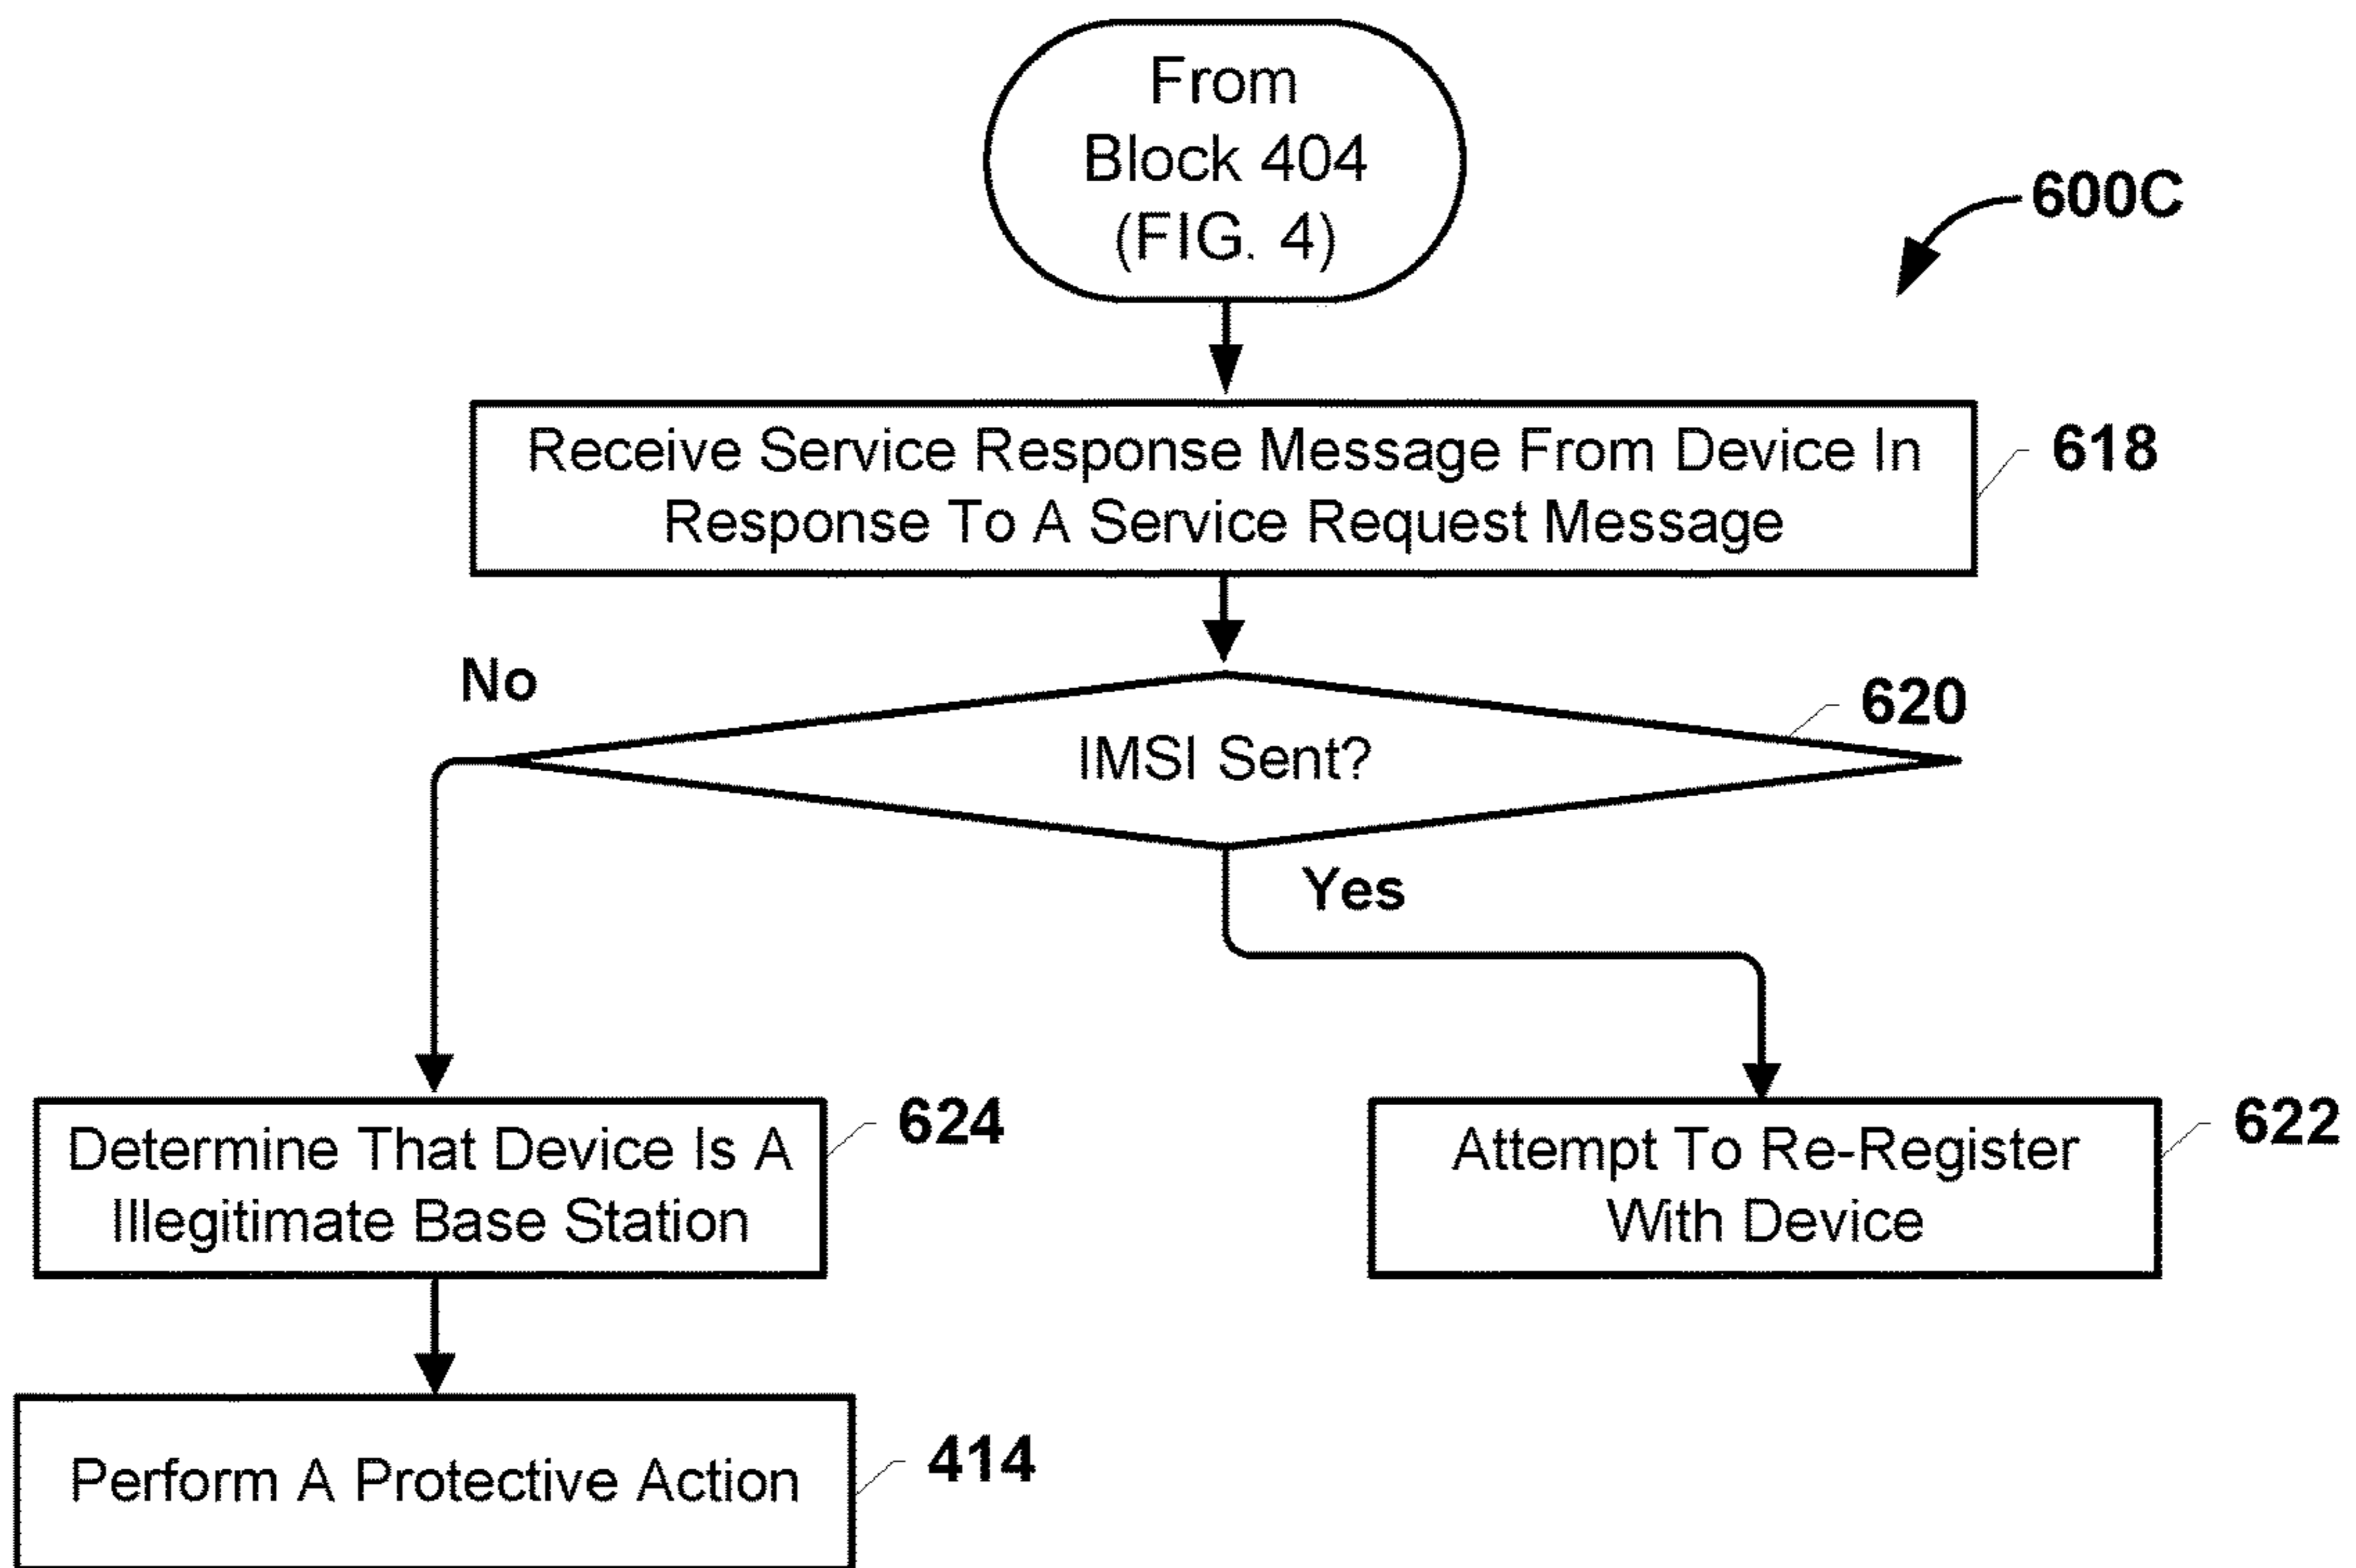 From
Block 404
(FIG. 4)
600C
Receive Service Response Message From Device In
Response To A Service Request Message
618
No
620
IMSI Sent?
Yes
Determine That Device Is A
Illegitimate Base Station
624
Attempt To Re-Register
With Device
622
Perform A Protective Action
414